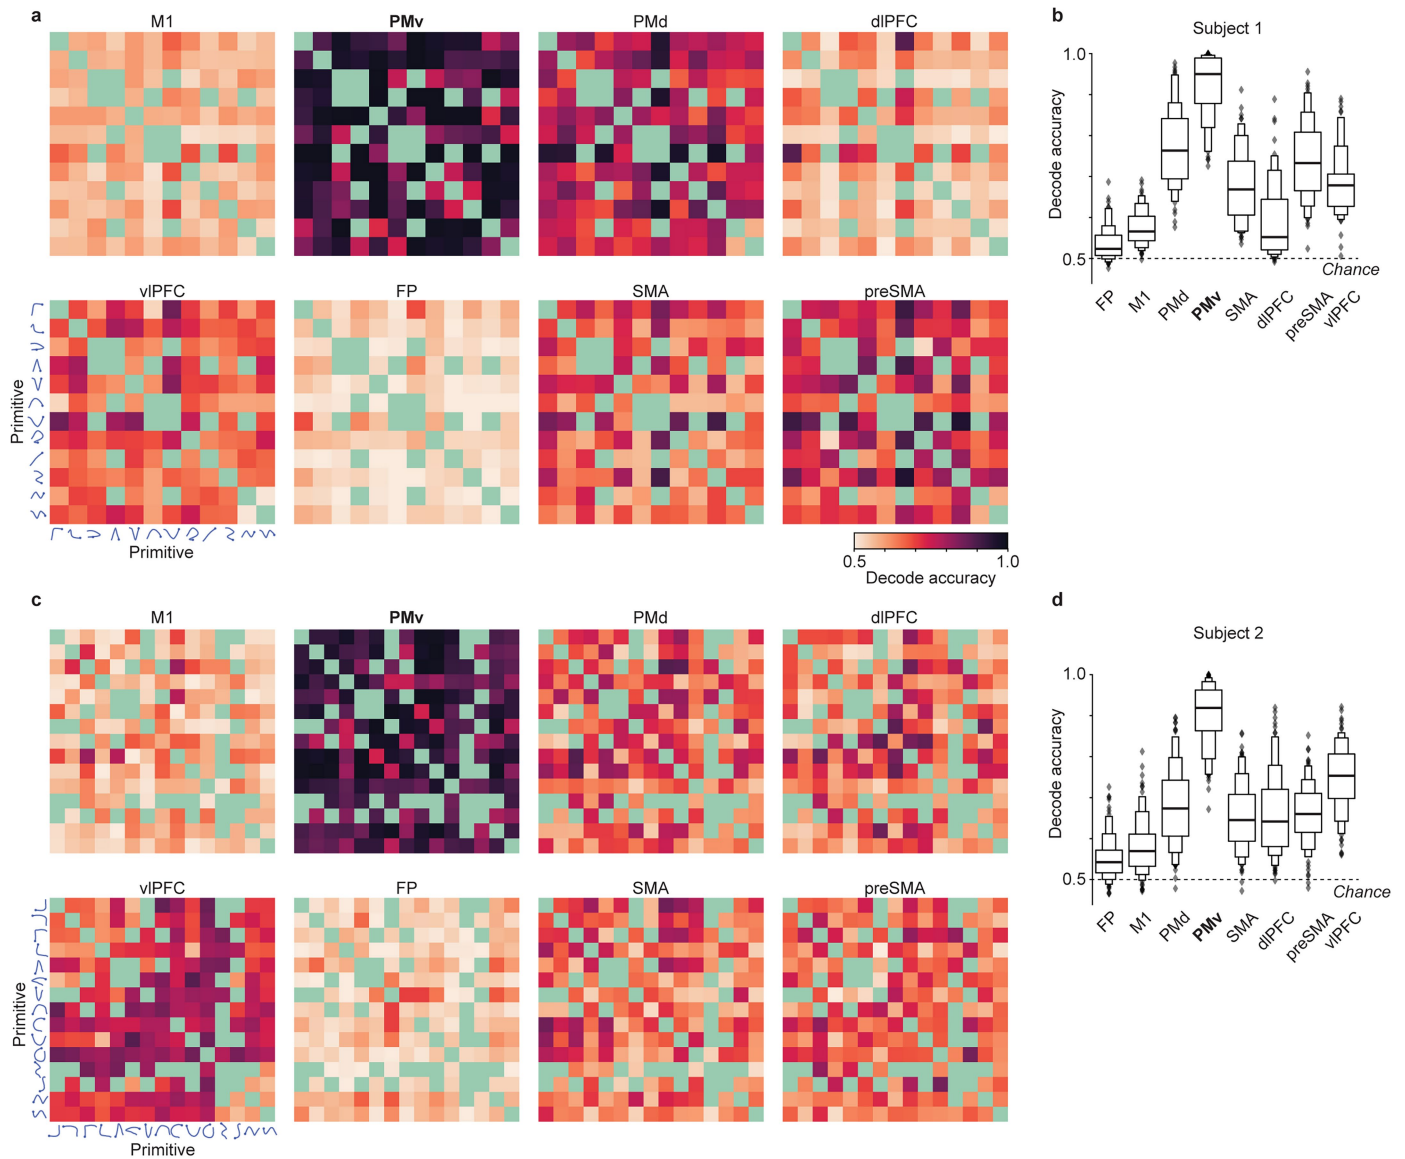 a
M1
PMv
PMd
dlPFC
vlPFC
FP
SMA
preSMA
Primitive
Primitive
0.5
1.0
Decode accuracy
b
Subject 1
1.0
Decode accuracy
0.5
Chance
FP
M1
PMd
PMv
SMA
dlPFC
preSMA
vlPFC
c
M1
PMv
PMd
dlPFC
vlPFC
FP
SMA
preSMA
Primitive
Primitive
d
Subject 2
1.0
Decode accuracy
0.5
Chance
FP
M1
PMd
PMv
SMA
dlPFC
preSMA
vlPFC